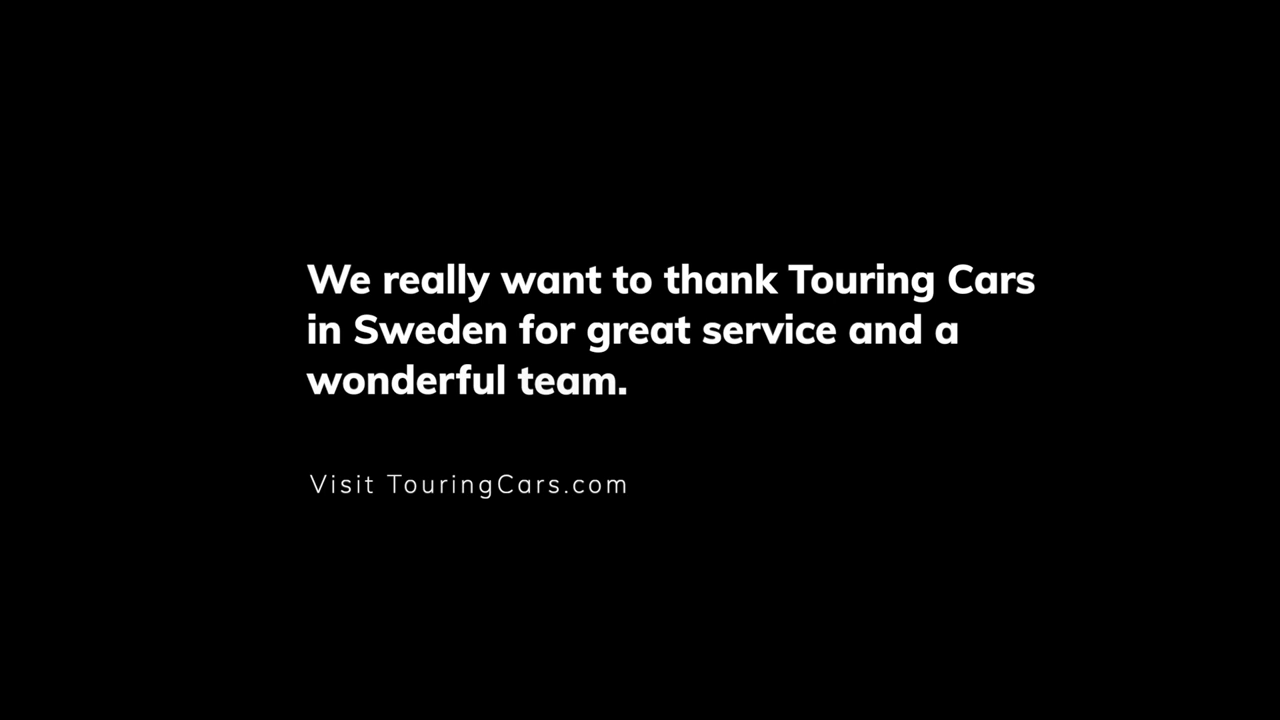 We really want to thank Touring Cars
in Sweden for great service and a
wonderful team.
Visit TouringCars.com